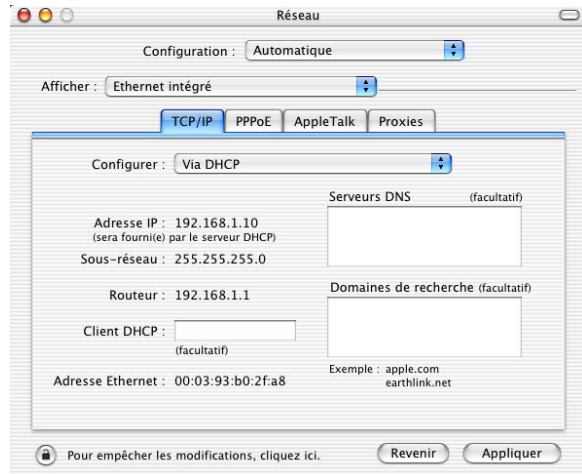 Réseau
Configuration : Automatique
Afficher : Ethernet intégré
TCP/IP PPPoE AppleTalk Proxies
Configurer : Via DHCP
Serveurs DNS (facultatif)
Adresse IP : 192.168.1.10
(sera fourni(e) par le serveur DHCP)
Sous-réseau : 255.255.255.0
Routeur : 192.168.1.1
Domaines de recherche (facultatif)
Client DHCP :
(facultatif)
Exemple : apple.com
earthlink.net
Adresse Ethernet : 00:03:93:b0:2f:a8
Pour empêcher les modifications, cliquez ici.
Revenir Appliquer